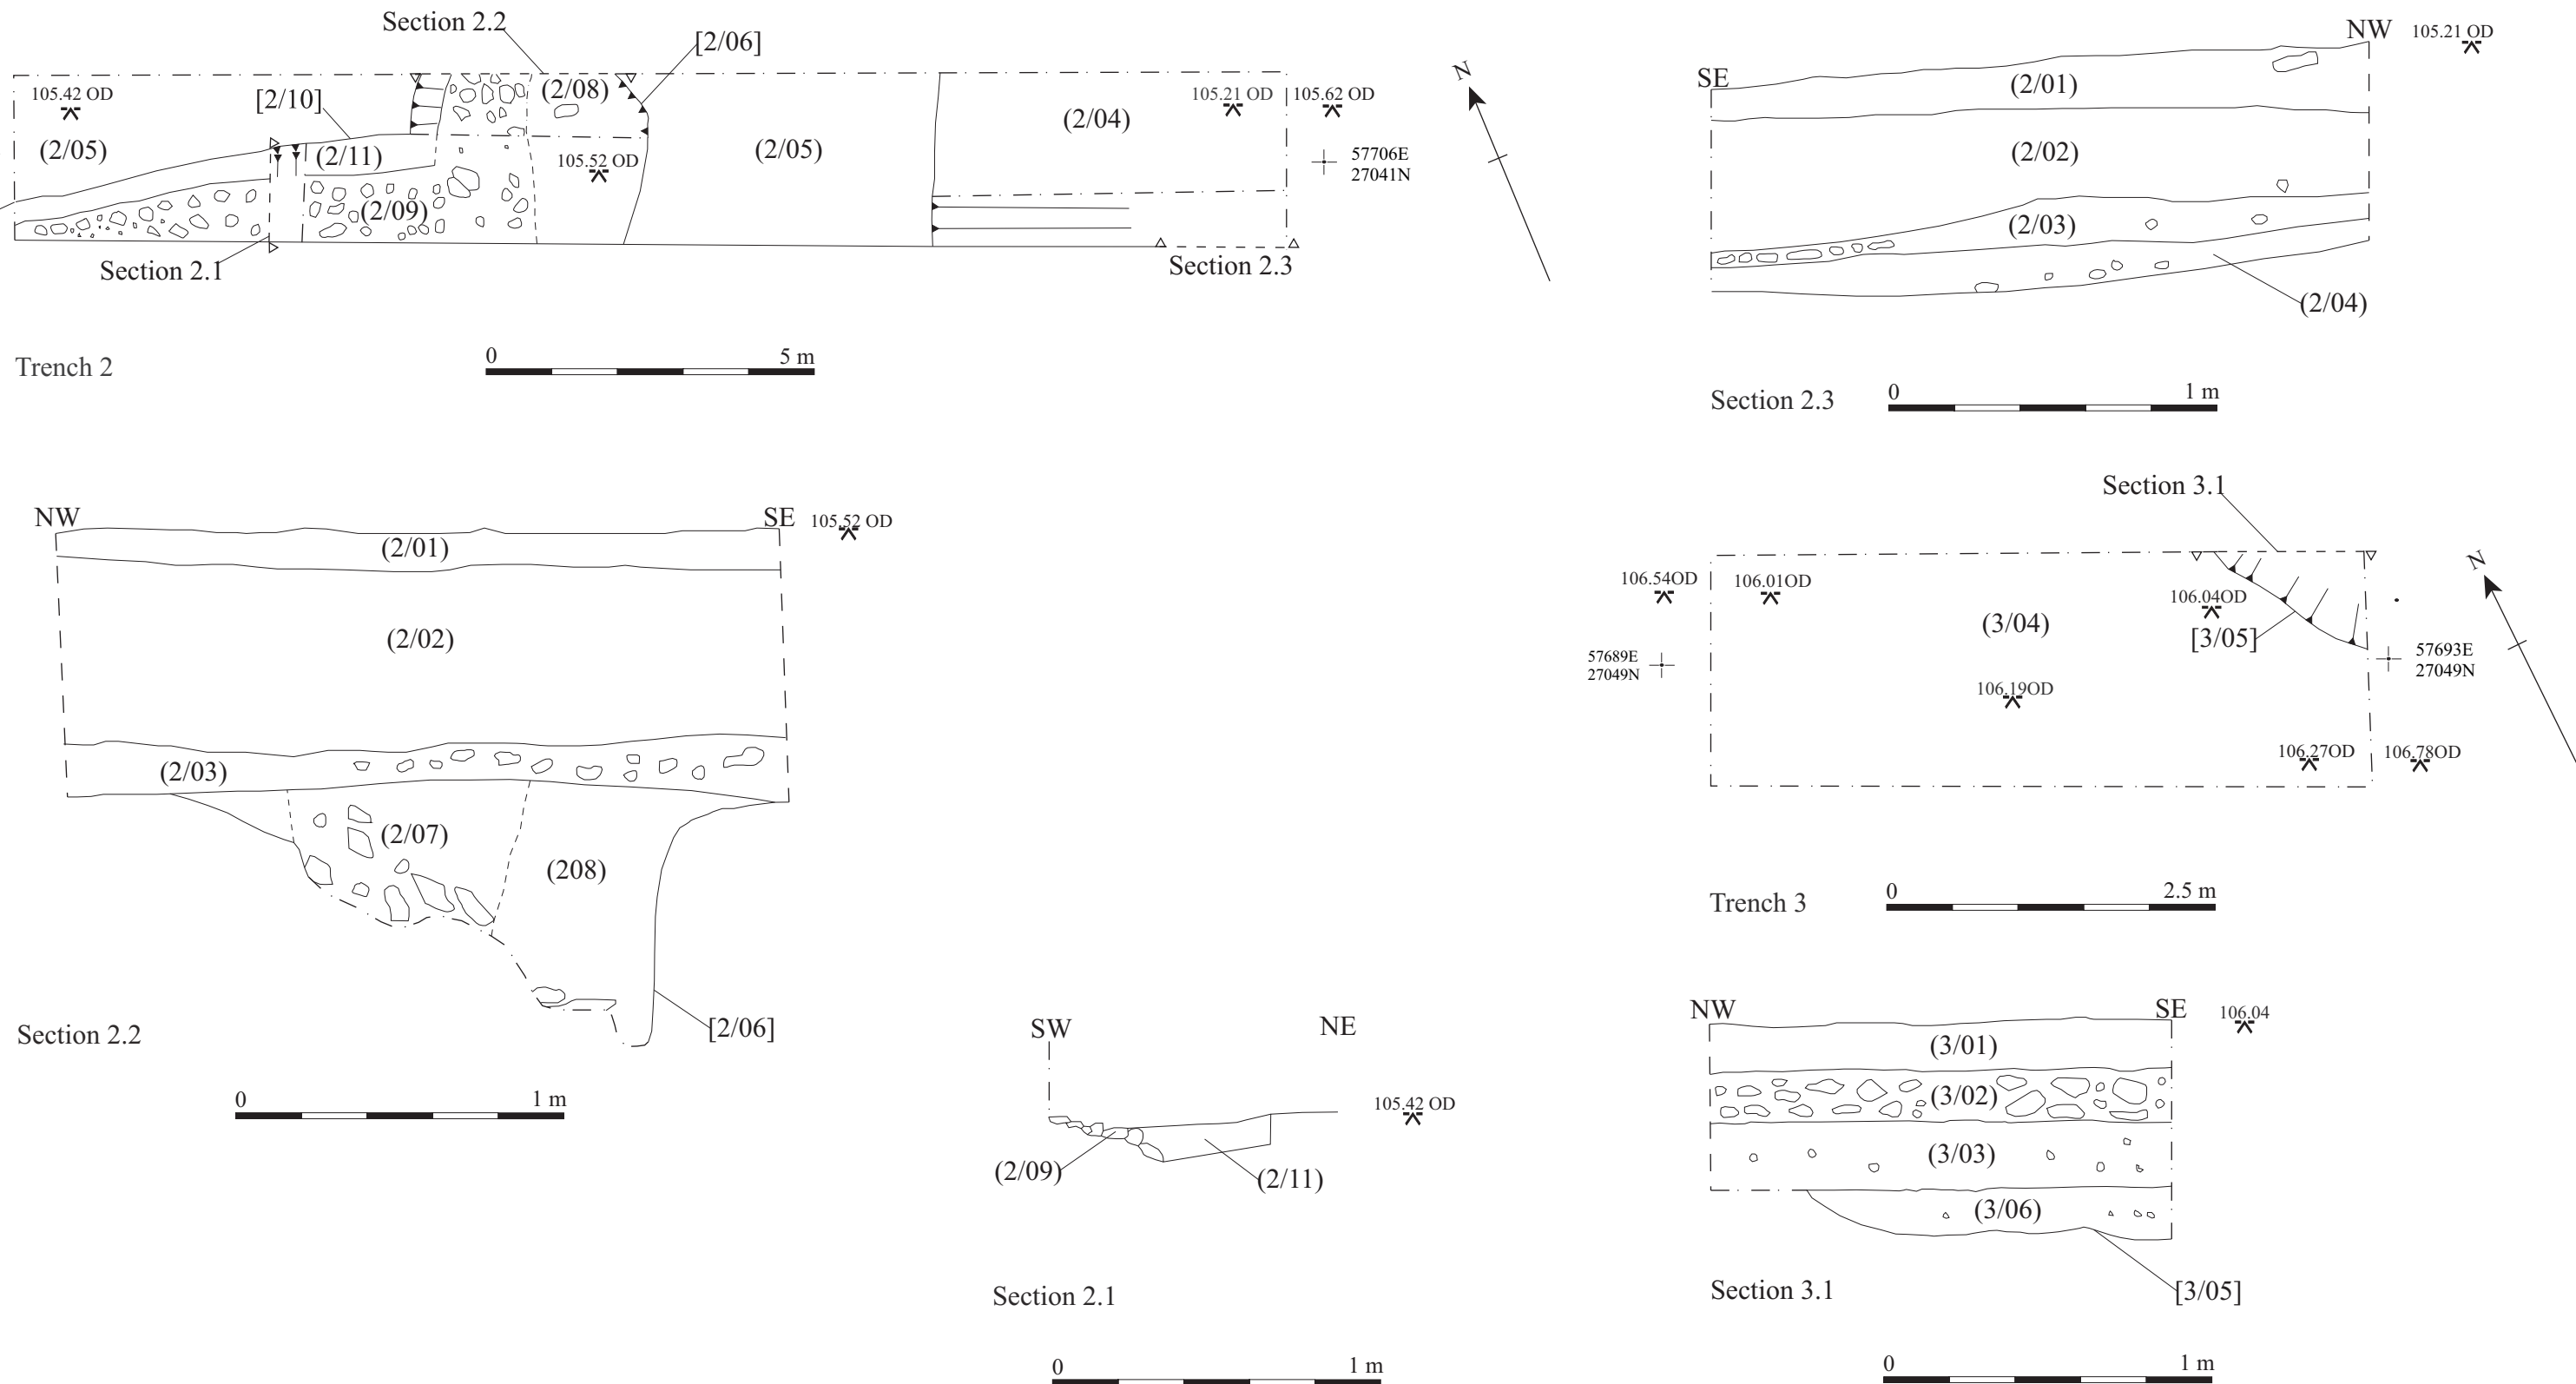 Section 2.2
[2/06]
105.42 OD
[2/10]
(2/08)
(2/05)
(2/11)
105.52 OD
(2/09)
(2/05)
(2/04)
105.21 OD
105.62 OD
57706E
27041N
N
Section 2.1
Section 2.3
Trench 2
0
5 m
SE
NW
105.21 OD
(2/01)
(2/02)
(2/03)
(2/04)
Section 2.3
0
1 m
NW
SE
105.52 OD
(2/01)
(2/02)
(2/03)
(2/07)
(208)
[2/06]
Section 2.2
0
1 m
SW
NE
105.42 OD
(2/09)
(2/11)
Section 2.1
0
1 m
Section 3.1
106.54OD
106.01OD
(3/04)
106.04OD
[3/05]
N
57689E
27049N
57693E
27049N
106.19OD
106.27OD
106.78OD
Trench 3
0
2.5 m
NW
SE
106.04
(3/01)
(3/02)
(3/03)
(3/06)
[3/05]
Section 3.1
0
1 m